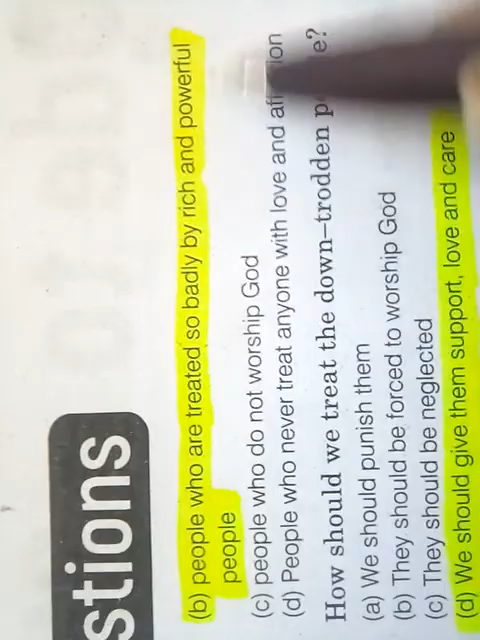 stions
(b) people who are treated so badly by rich and powerful
people
(c) people who do not worship God
(d) People who never treat anyone with love and
How should we treat the down-trodden
(a) We should punish them
(b) They should be forced to worship God
(c) They should be neglected
(d) We should give them support, love and care